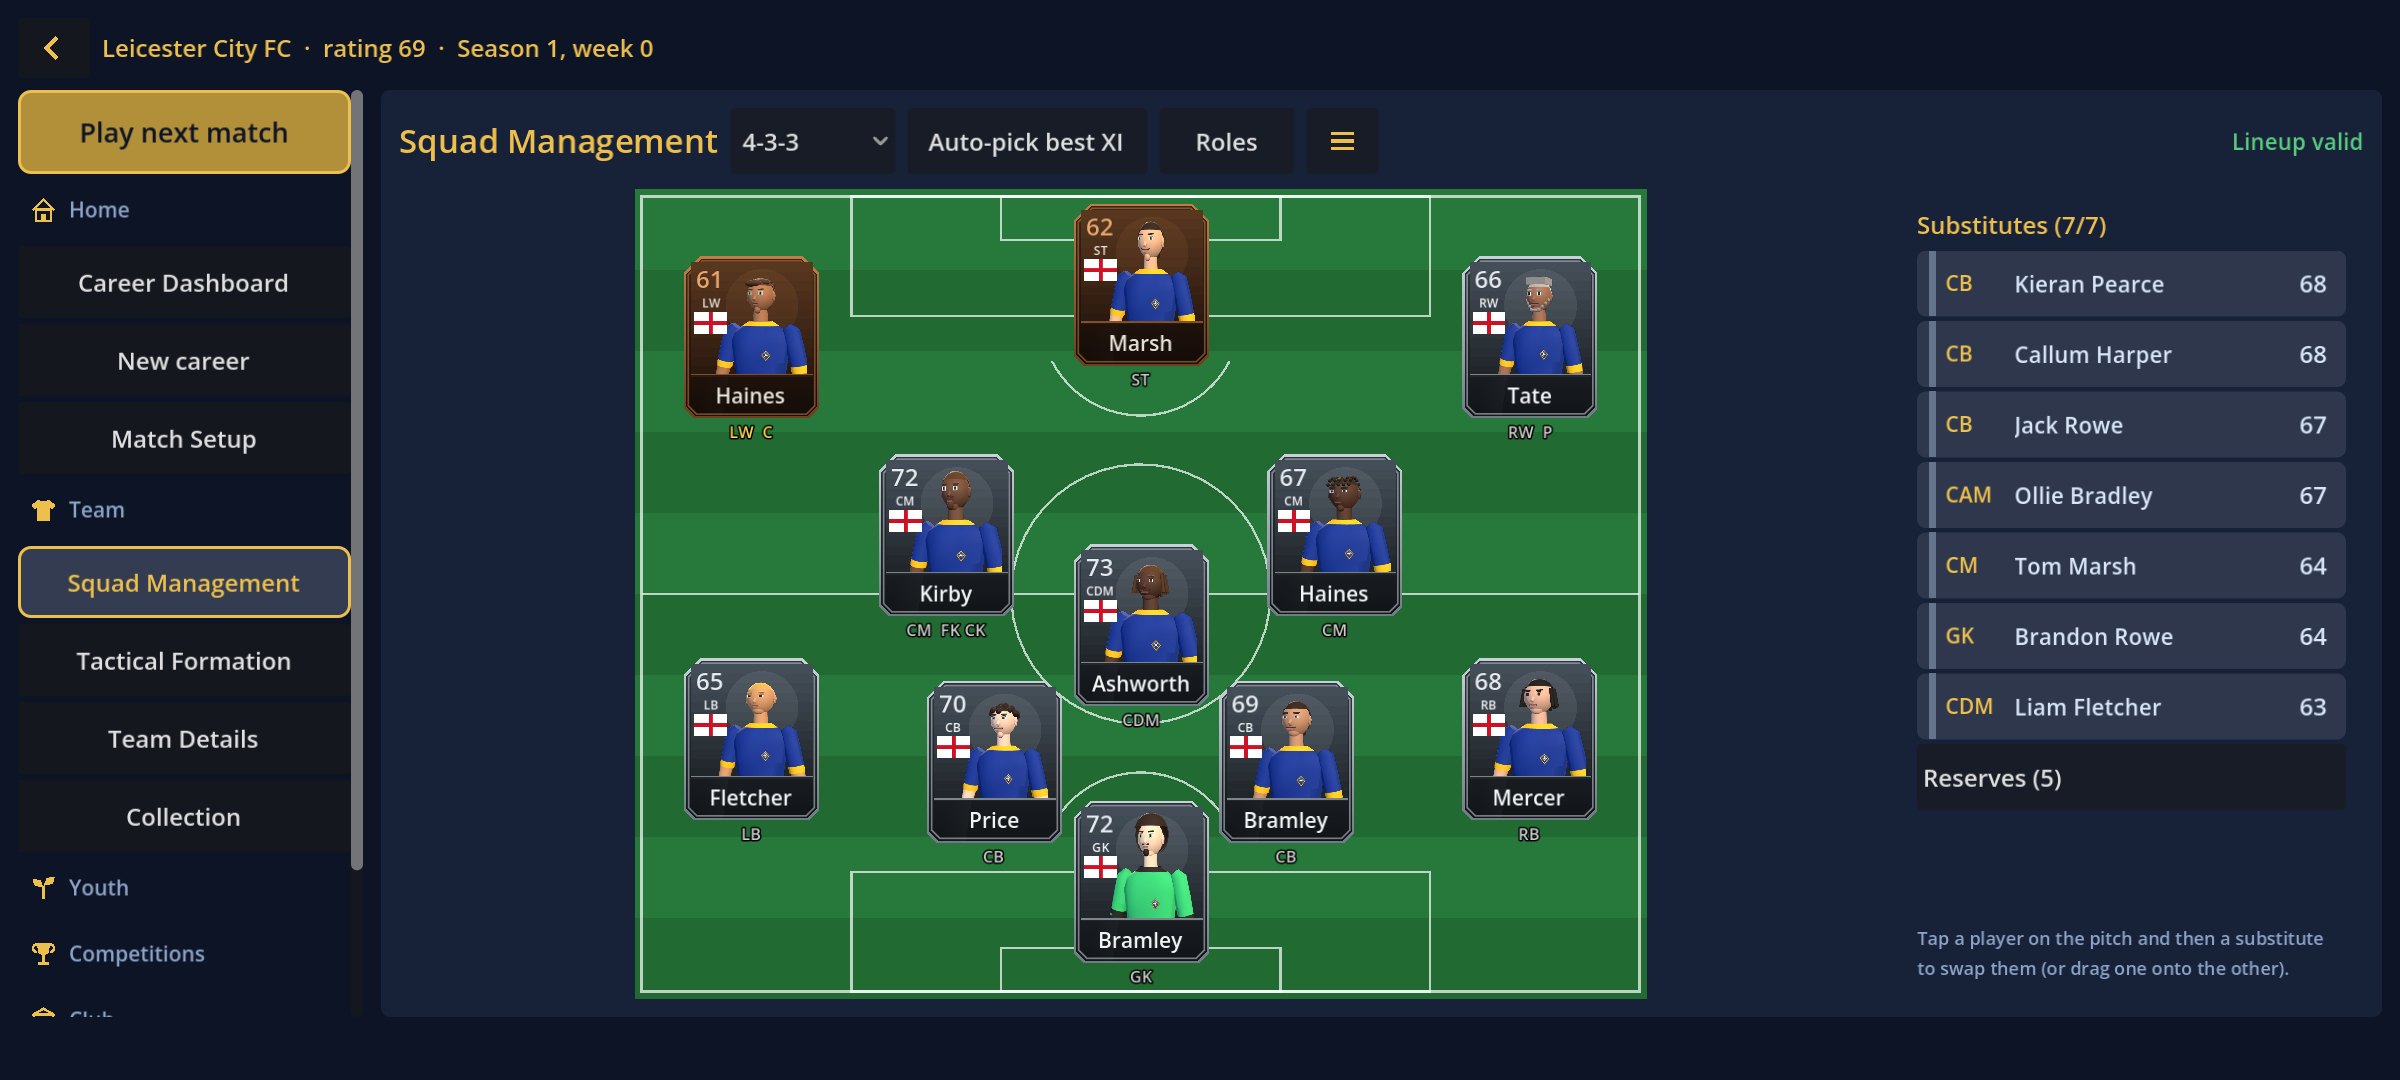 Leicester City FC · rating 69 · Season 1, week 0
Play next match
Home
Career Dashboard
New career
Match Setup
Team
Squad Management
Tactical Formation
Team Details
Collection
Youth
Competitions
Squad Management
4-3-3
Auto-pick best XI
Roles
Lineup valid
62
ST
Marsh
ST
61
LW
Haines
LW C
66
RW
Tate
RW P
72
CM
Kirby
CM FK CK
67
CM
Haines
CM
73
CDM
Ashworth
CDM
65
LB
Fletcher
LB
70
CB
Price
CB
69
CB
Bramley
CB
68
RB
Mercer
RB
72
GK
Bramley
GK
Substitutes (7/7)
CB Kieran Pearce 68
CB Callum Harper 68
CB Jack Rowe 67
CAM Ollie Bradley 67
CM Tom Marsh 64
GK Brandon Rowe 64
CDM Liam Fletcher 63
Reserves (5)
Tap a player on the pitch and then a substitute
to swap them (or drag one onto the other).